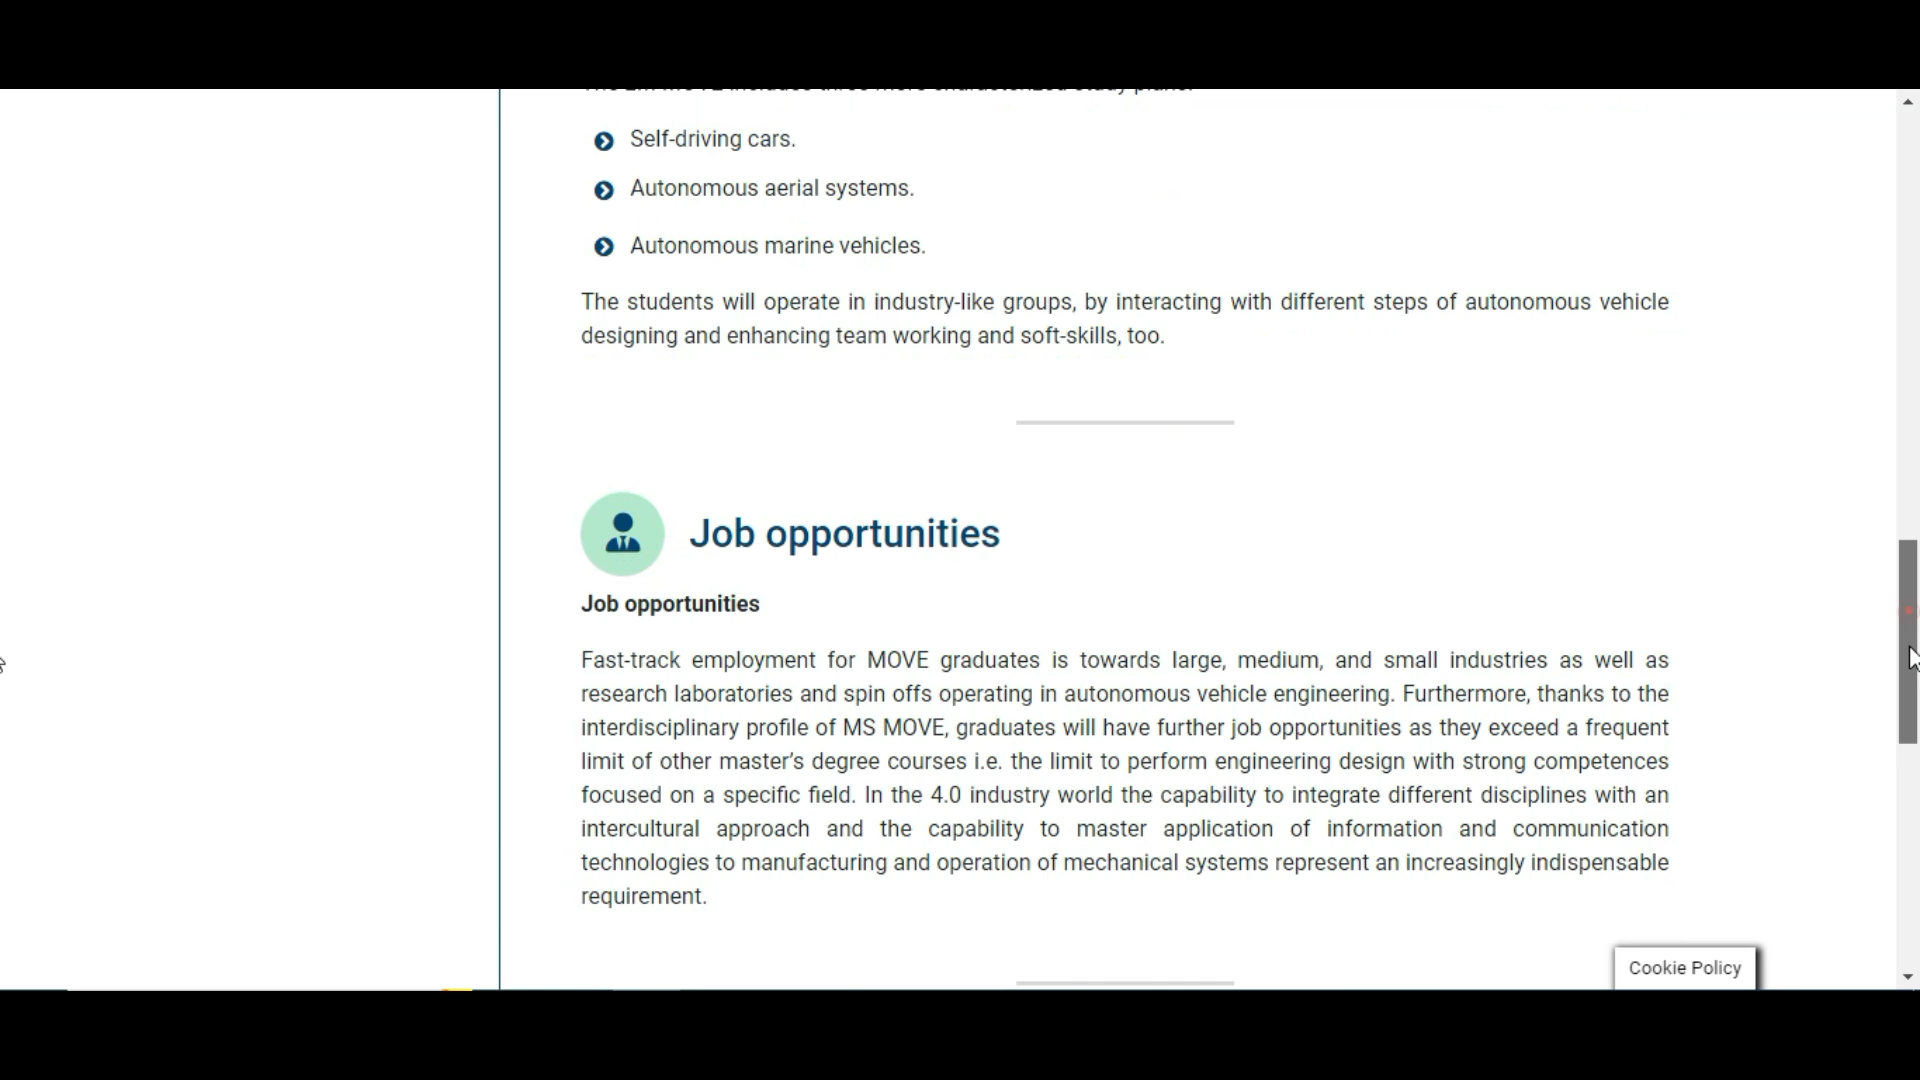 Self-driving cars.
Autonomous aerial systems.
Autonomous marine vehicles.
The students will operate in industry-like groups, by interacting with different steps of autonomous vehicle
designing and enhancing team working and soft-skills, too.
Job opportunities
Job opportunities
Fast-track employment for MOVE graduates is towards large, medium, and small industries as well as
research laboratories and spin offs operating in autonomous vehicle engineering. Furthermore, thanks to the
interdisciplinary profile of MS MOVE, graduates will have further job opportunities as they exceed a frequent
limit of other master’s degree courses i.e. the limit to perform engineering design with strong competences
focused on a specific field. In the 4.0 industry world the capability to integrate different disciplines with an
intercultural approach and the capability to master application of information and communication
technologies to manufacturing and operation of mechanical systems represent an increasingly indispensable
requirement.
Cookie Policy